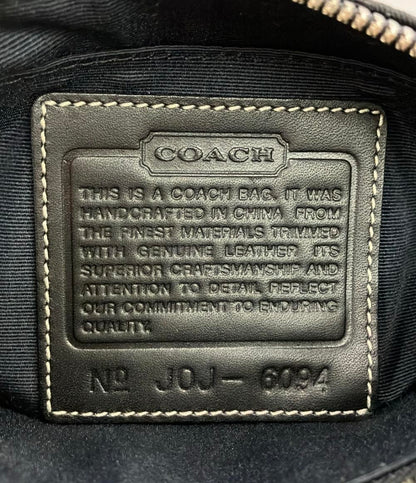 COACH
THIS IS A COACH BAG. IT WAS
HANDCRAFTED IN CHINA FROM
THE FINEST MATERIALS TRIMMED
WITH GENUINE LEATHER. ITS
SUPERIOR CRAFTSMANSHIP AND
ATTENTION TO DETAIL REFLECT
OUR COMMITMENT TO ENDURING
QUALITY.
Nº JOJ-6094